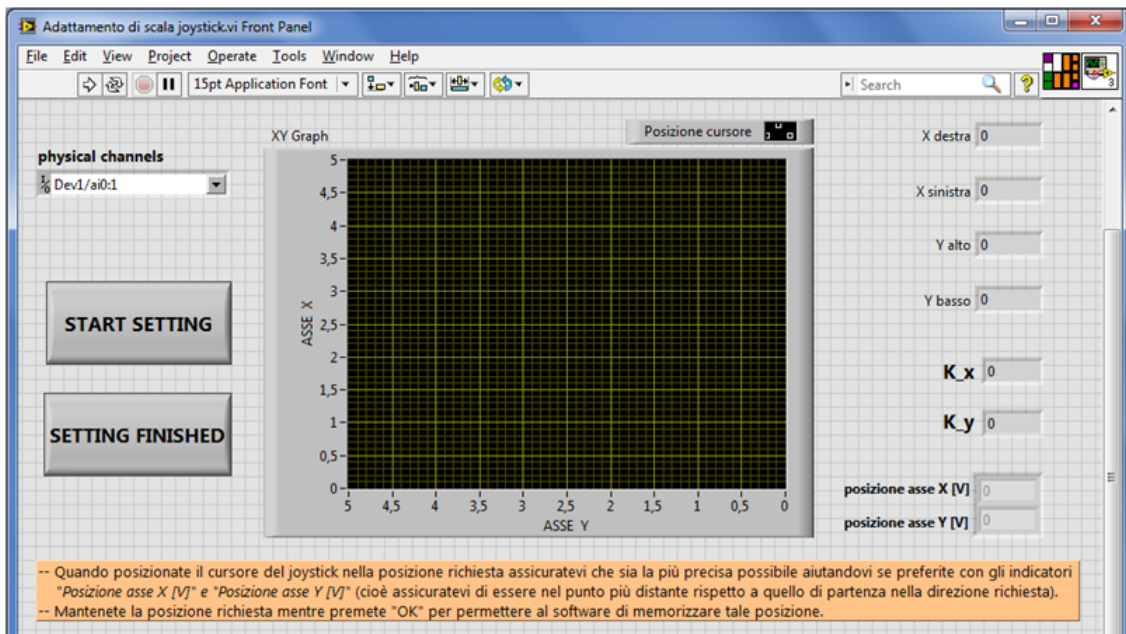 Adattamento di scala joystick.vi Front Panel
File Edit View Project Operate Tools Window Help
15pt Application Font
Search
3
physical channels
Dev1/ai0:1
START SETTING
SETTING FINISHED
XY Graph
Posizione cursore
ASSE X
5
4,5
4
3,5
3
2,5
2
1,5
1
0,5
0
5 4,5 4 3,5 3 2,5 2 1,5 1 0,5 0
ASSE Y
X destra 0
X sinistra 0
Y alto 0
Y basso 0
K_x 0
K_y 0
posizione asse X [V] 0
posizione asse Y [V] 0
-- Quando posizionate il cursore del joystick nella posizione richiesta assicuratevi che sia la più precisa possibile aiutandovi se preferite con gli indicatori
"Posizione asse X [V]" e "Posizione asse Y [V]" (cioè assicuratevi di essere nel punto più distante rispetto a quello di partenza nella direzione richiesta).
-- Mantenete la posizione richiesta mentre premete "OK" per permettere al software di memorizzare tale posizione.